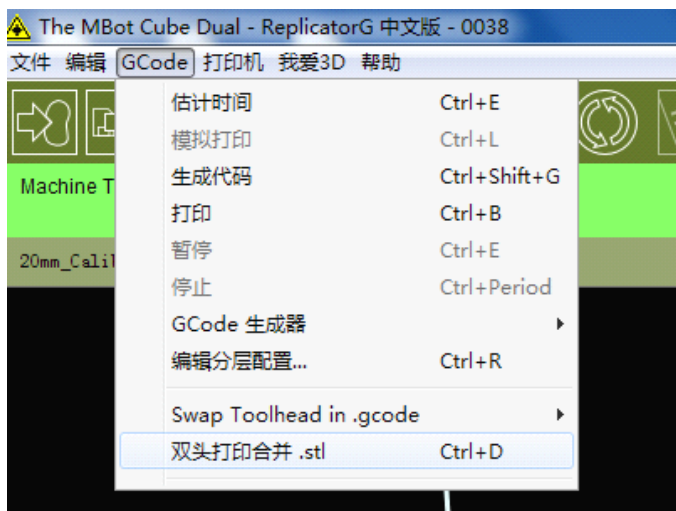 The MBot Cube Dual - ReplicatorG 中文版 - 0038
文件 编辑 GCode 打印机 我爱3D 帮助
估计时间 Ctrl+E
模拟打印 Ctrl+L
生成代码 Ctrl+Shift+G
Machine T
打印 Ctrl+B
暂停 Ctrl+E
20mm_Cali
停止 Ctrl+Period
GCode 生成器
编辑分层配置... Ctrl+R
Swap Toolhead in .gcode
双头打印合并 .stl Ctrl+D